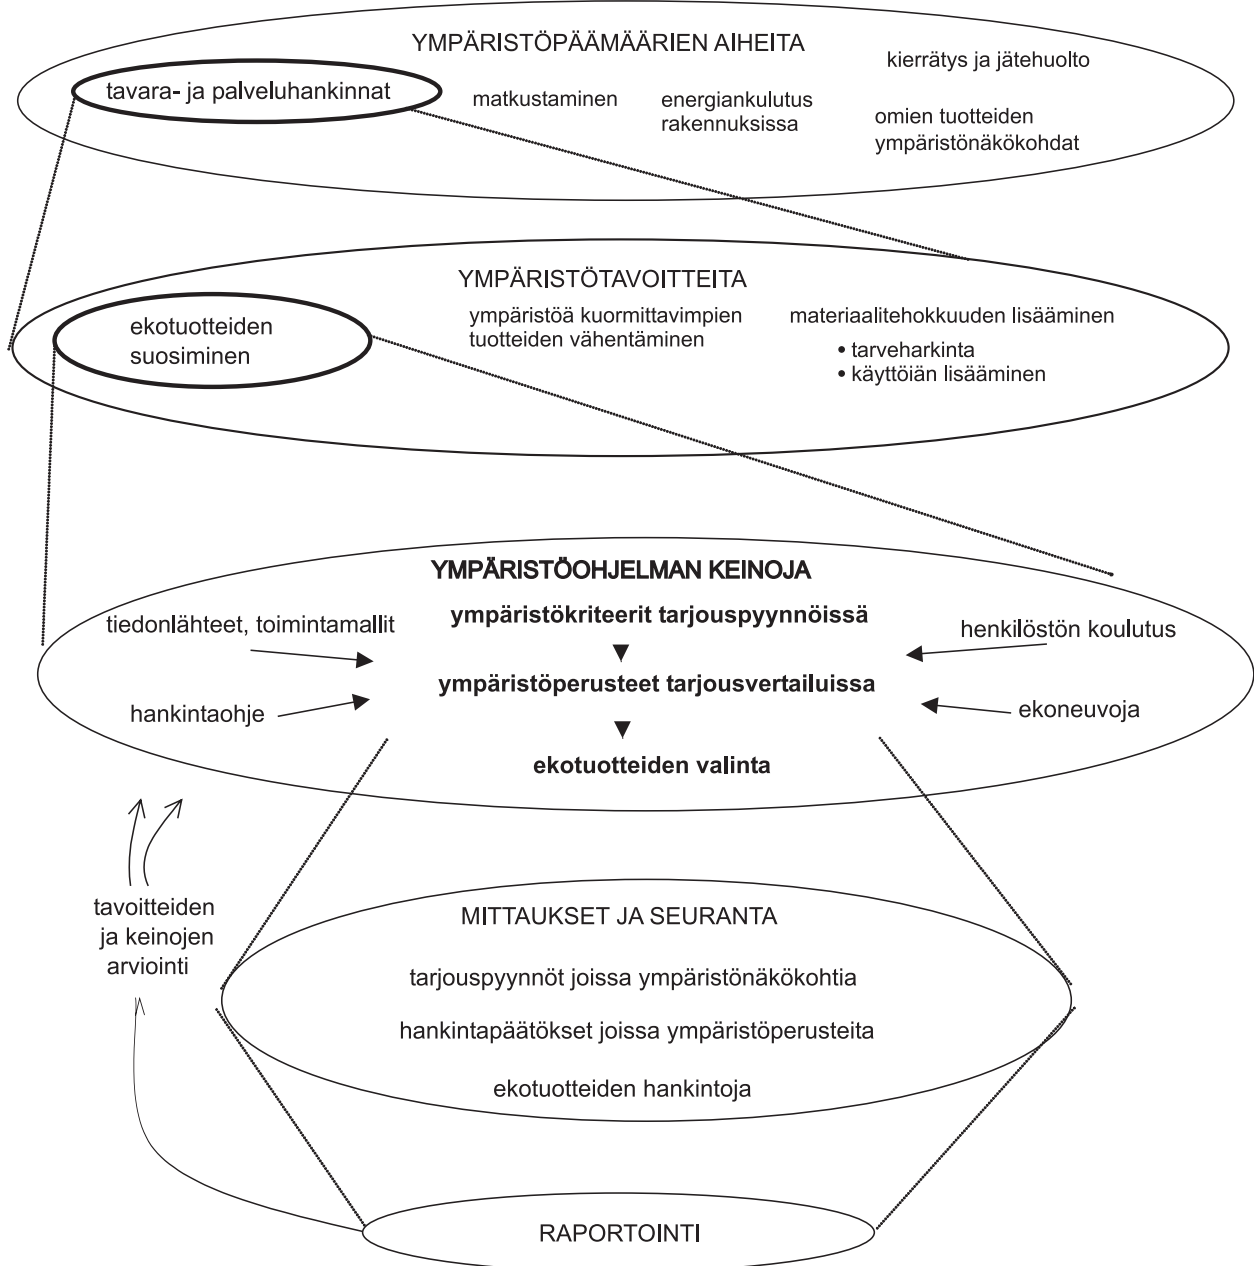 YMPÄRISTÖPÄÄMÄÄRIEN AIHEITA
kierrätys ja jätehuolto
tavara- ja palveluhankinnat
matkustaminen
energiankulutus
rakennuksissa
omien tuotteiden
ympäristönäkökohdat
YMPÄRISTÖTAVOITTEITA
ekotuotteiden
suosiminen
ympäristöä kuormittavimpien
tuotteiden vähentäminen
materiaalitehokkuuden lisääminen
• tarveharkinta
• käyttöiän lisääminen
YMPÄRISTÖOHJELMAN KEINOJA
ympäristökriteerit tarjouspyynnöissä
tiedonlähteet, toimintamallit
henkilöstön koulutus
ympäristöperusteet tarjousvertailuissa
hankintaohje
ekoneuvoja
ekotuotteiden valinta
tavoitteiden
ja keinojen
arviointi
MITTAUKSET JA SEURANTA
tarjouspyynnöt joissa ympäristönäkökohtia
hankintapäätökset joissa ympäristöperusteita
ekotuotteiden hankintoja
RAPORTOINTI